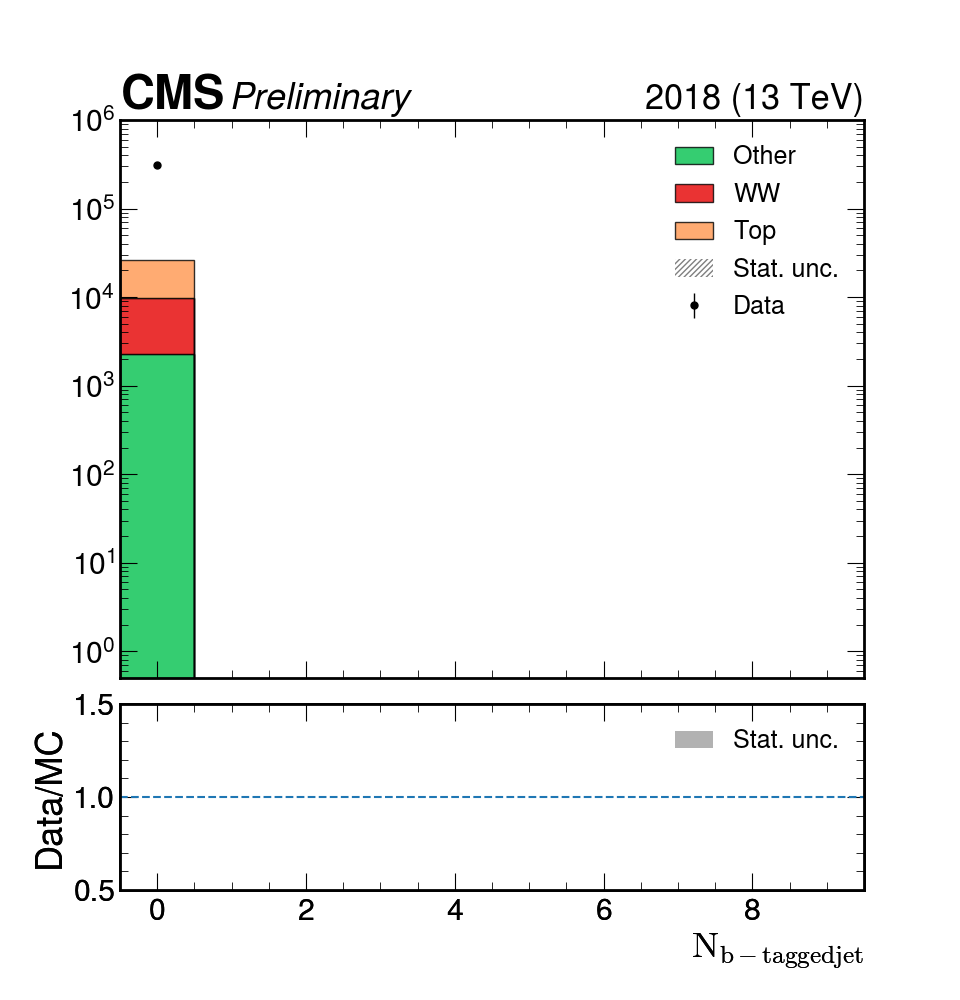 CMS Preliminary 2018 (13 TeV)
10^6
10^5
10^4
10^3
10^2
10^1
10^0
Other
WW
Top
Stat. unc.
Data
Data/MC
1.5
1.0
0.5
Stat. unc.
0 2 4 6 8
N_{b-taggedjet}